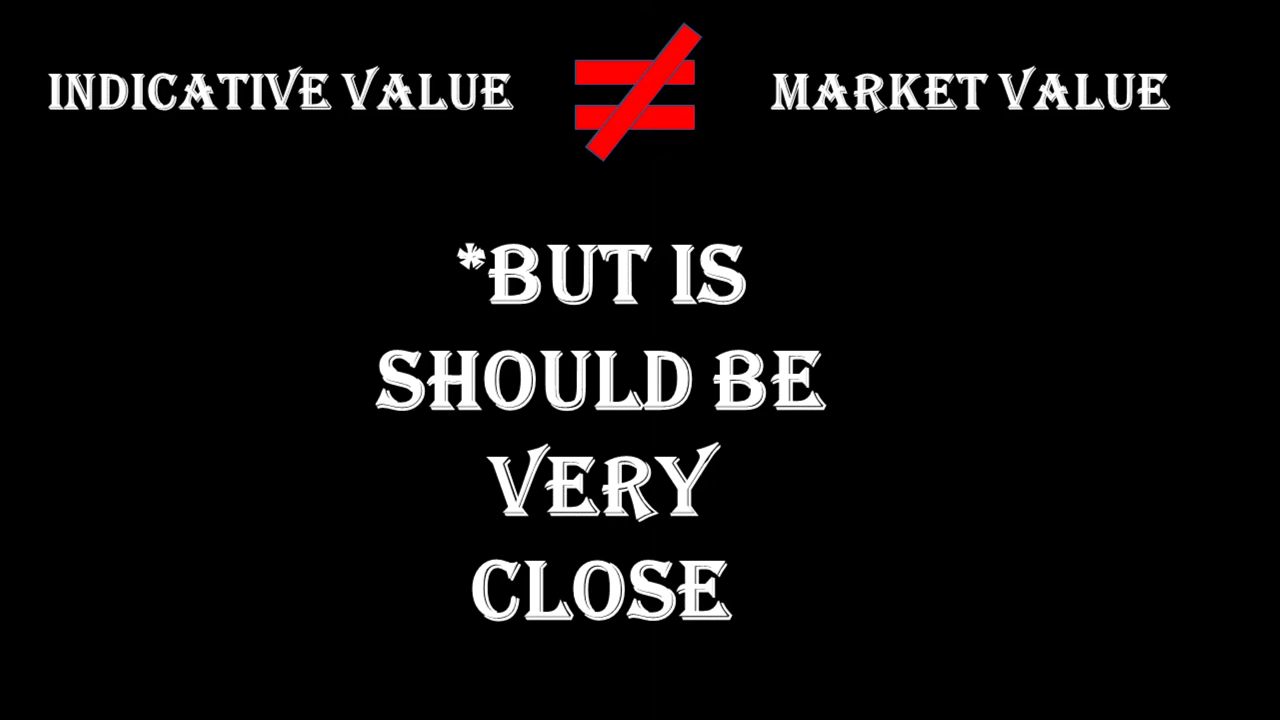 INDICATIVE VALUE ≠ MARKET VALUE
*BUT IS
SHOULD BE
VERY
CLOSE